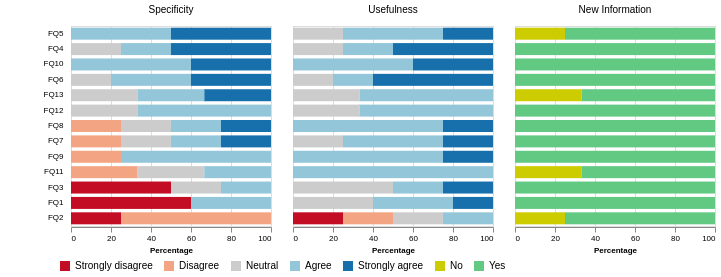 Specificity Usefulness New Information
FQ5
FQ4
FQ10
FQ6
FQ13
FQ12
FQ8
FQ7
FQ9
FQ11
FQ3
FQ1
FQ2
0 20 40 60 80 100 0 20 40 60 80 100 0 20 40 60 80 100
Percentage Percentage Percentage
Strongly disagree Disagree Neutral Agree Strongly agree No Yes